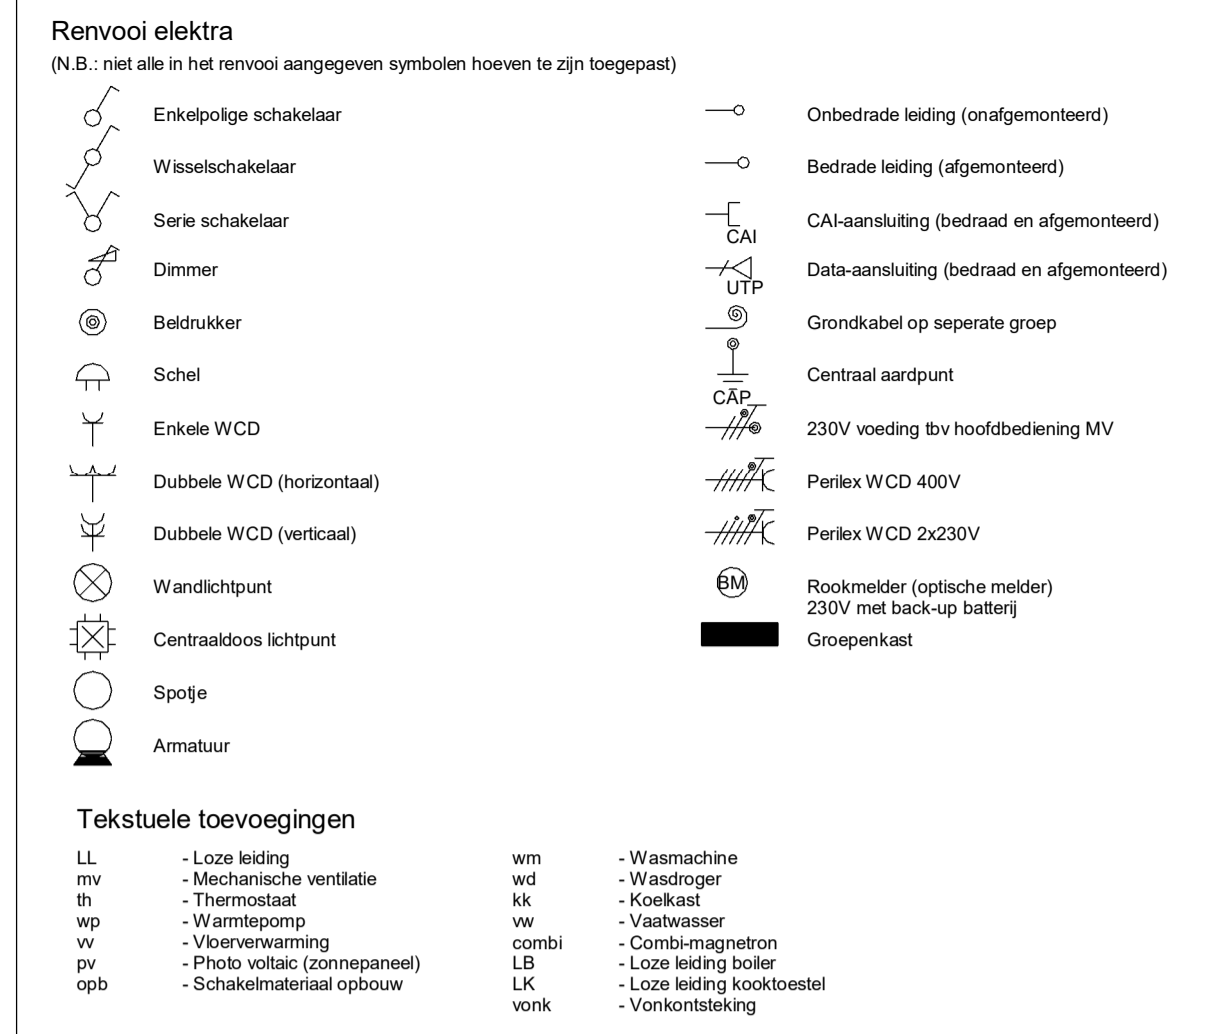 Renvooi elektra
(N.B.: niet alle in het renvooi aangegeven symbolen hoeven te zijn toegepast)
Enkelpolige schakelaar
Wisselschakelaar
Serie schakelaar
Dimmer
Beldrukker
Schel
Enkele WCD
Dubbele WCD (horizontaal)
Dubbele WCD (verticaal)
Wandlichtpunt
Centraaldoos lichtpunt
Spotje
Armatuur
Onbedrade leiding (onafgemonteerd)
Bedrade leiding (afgemonteerd)
CAI
CAI-aansluiting (bedraad en afgemonteerd)
UTP
Data-aansluiting (bedraad en afgemonteerd)
Grondkabel op seperate groep
CAP
Centraal aardpunt
230V voeding tbv hoofdbediening MV
Perilex WCD 400V
Perilex WCD 2x230V
BM
Rookmelder (optische melder)
230V met back-up batterij
Groepenkast
Tekstuele toevoegingen
LL - Loze leiding
mv - Mechanische ventilatie
th - Thermostaat
wp - Warmtepomp
vv - Vloerverwarming
pv - Photo voltaic (zonnepaneel)
opb - Schakelmateriaal opbouw
wm - Wasmachine
wd - Wasdroger
kk - Koelkast
vw - Vaatwasser
combi - Combi-magnetron
LB - Loze leiding boiler
LK - Loze leiding kooktoestel
vonk - Vonkontsteking